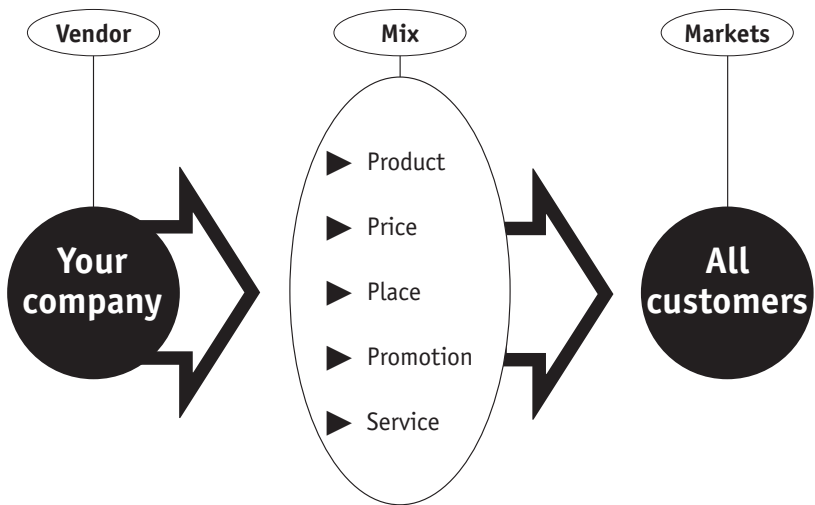 Vendor
Mix
Markets
Product
Price
Place
Promotion
Service
Your
company
All
customers